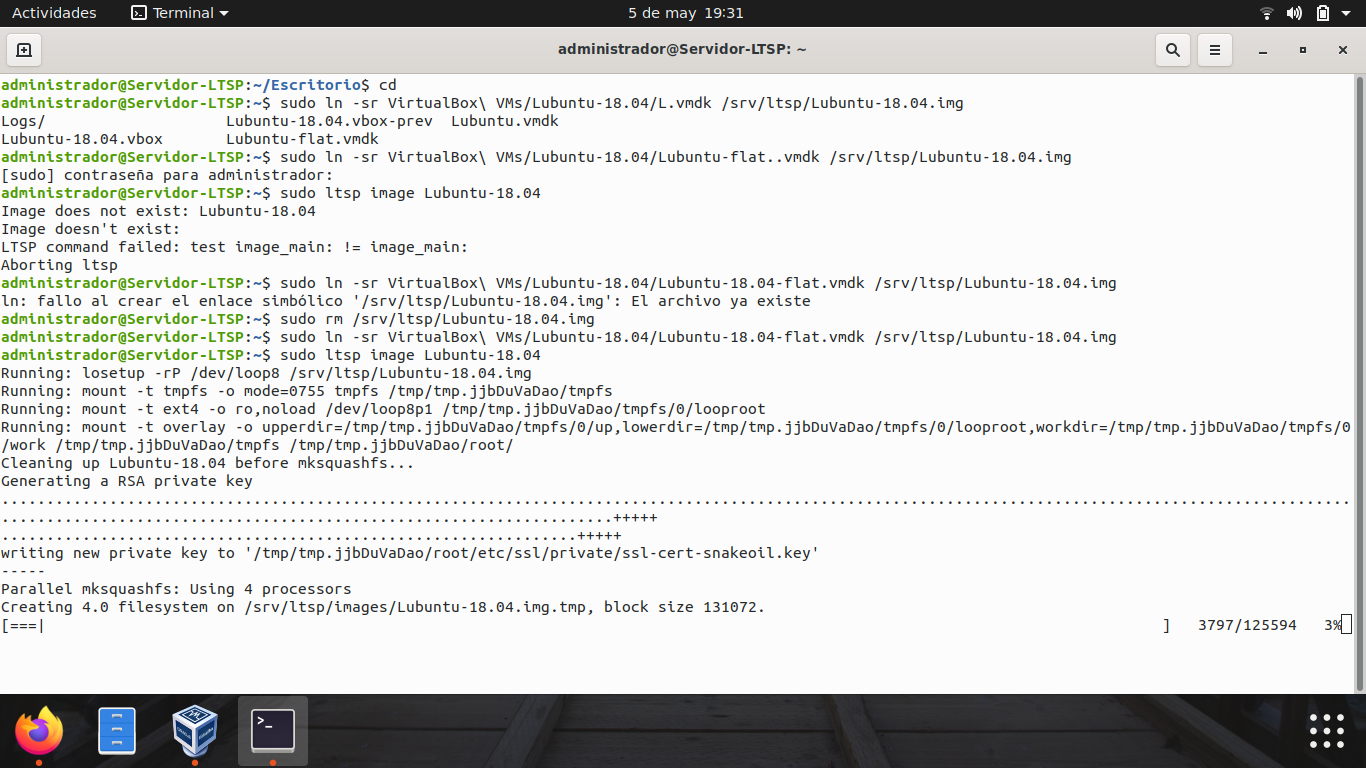 Actividades
Terminal
5 de may 19:31
administrador@Servidor-LTSP: ~
administrador@Servidor-LTSP:~/Escritorio$ cd
administrador@Servidor-LTSP:~$ sudo ln -sr VirtualBox\ VMs/Lubuntu-18.04/L.vmdk /srv/ltsp/Lubuntu-18.04.img
Logs/ Lubuntu-18.04.vbox-prev Lubuntu.vmdk
Lubuntu-18.04.vbox Lubuntu-flat.vmdk
administrador@Servidor-LTSP:~$ sudo ln -sr VirtualBox\ VMs/Lubuntu-18.04/Lubuntu-flat..vmdk /srv/ltsp/Lubuntu-18.04.img
[sudo] contraseña para administrador:
administrador@Servidor-LTSP:~$ sudo ltsp image Lubuntu-18.04
Image does not exist: Lubuntu-18.04
Image doesn't exist:
LTSP command failed: test image_main: != image_main:
Aborting ltsp
administrador@Servidor-LTSP:~$ sudo ln -sr VirtualBox\ VMs/Lubuntu-18.04/Lubuntu-18.04-flat.vmdk /srv/ltsp/Lubuntu-18.04.img
ln: fallo al crear el enlace simbólico '/srv/ltsp/Lubuntu-18.04.img': El archivo ya existe
administrador@Servidor-LTSP:~$ sudo rm /srv/ltsp/Lubuntu-18.04.img
administrador@Servidor-LTSP:~$ sudo ln -sr VirtualBox\ VMs/Lubuntu-18.04/Lubuntu-18.04-flat.vmdk /srv/ltsp/Lubuntu-18.04.img
administrador@Servidor-LTSP:~$ sudo ltsp image Lubuntu-18.04
Running: losetup -rP /dev/loop8 /srv/ltsp/Lubuntu-18.04.img
Running: mount -t tmpfs -o mode=0755 tmpfs /tmp/tmp.jjbDuVaDao/tmpfs
Running: mount -t ext4 -o ro,noload /dev/loop8p1 /tmp/tmp.jjbDuVaDao/tmpfs/0/looproot
Running: mount -t overlay -o upperdir=/tmp/tmp.jjbDuVaDao/tmpfs/0/up,lowerdir=/tmp/tmp.jjbDuVaDao/tmpfs/0/looproot,workdir=/tmp/tmp.jjbDuVaDao/tmpfs/0
/work /tmp/tmp.jjbDuVaDao/tmpfs /tmp/tmp.jjbDuVaDao/root/
Cleaning up Lubuntu-18.04 before mksquashfs...
Generating a RSA private key
......................................................................................................................................................
....................................................................+++++
................................................................+++++
writing new private key to '/tmp/tmp.jjbDuVaDao/root/etc/ssl/private/ssl-cert-snakeoil.key'
-----
Parallel mksquashfs: Using 4 processors
Creating 4.0 filesystem on /srv/ltsp/images/Lubuntu-18.04.img.tmp, block size 131072.
[===| ] 3797/125594 3%